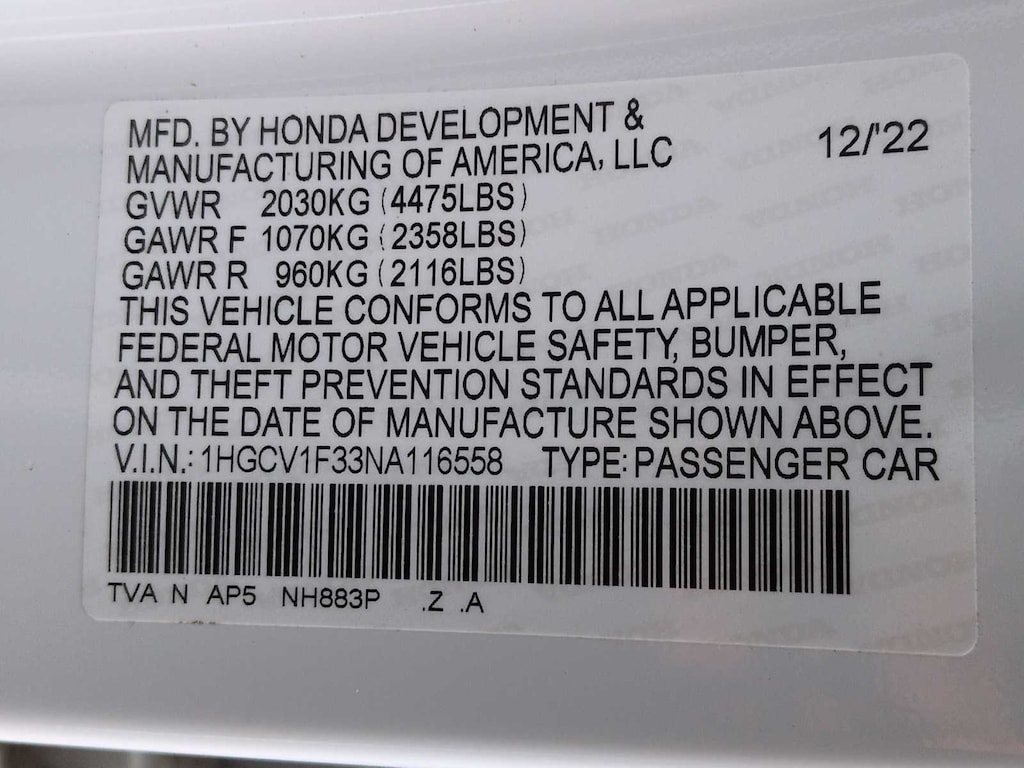 MFD. BY HONDA DEVELOPMENT &
MANUFACTURING OF AMERICA, LLC 12/'22
GVWR 2030KG (4475LBS)
GAWR F 1070KG (2358LBS)
GAWR R 960KG (2116LBS)
THIS VEHICLE CONFORMS TO ALL APPLICABLE
FEDERAL MOTOR VEHICLE SAFETY, BUMPER,
AND THEFT PREVENTION STANDARDS IN EFFECT
ON THE DATE OF MANUFACTURE SHOWN ABOVE.
V.I.N.: 1HGCV1F33NA116558 TYPE: PASSENGER CAR
TVA N AP5 NH883P .Z .A